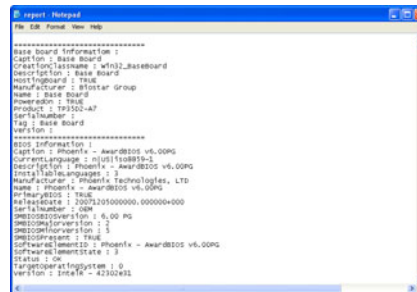 report - Notepad
File Edit Format View Help
==============================
Base board information :
Caption : Base Board
CreationClassName : Win32_BaseBoard
Description : Base Board
HostingBoard : TRUE
Manufacturer : Biostar Group
Name : Base Board
PoweredOn : TRUE
Product : TP35D2-A7
SerialNumber :
Tag : Base Board
Version :
==============================
BIOS Information :
Caption : Phoenix - AwardBIOS v6.00PG
CurrentLanguage : n|US|iso8859-1
Description : Phoenix - AwardBIOS v6.00PG
InstallableLanguages : 3
Manufacturer : Phoenix Technologies, LTD
Name : Phoenix - AwardBIOS v6.00PG
PrimaryBIOS : TRUE
ReleaseDate : 20071205000000.000000+000
SerialNumber : OEM
SMBIOSBIOSVersion : 6.00 PG
SMBIOSMajorVersion : 2
SMBIOSMinorVersion : 5
SMBIOSPresent : TRUE
SoftwareElementID : Phoenix - AwardBIOS v6.00PG
SoftwareElementState : 3
Status : OK
TargetOperatingSystem : 0
Version : IntelR - 42302e31